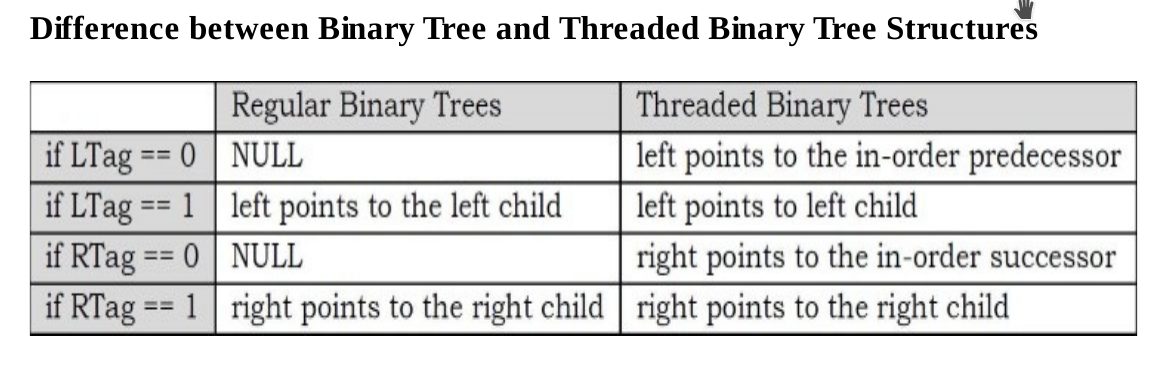 Difference between Binary Tree and Threaded Binary Tree Structures
Regular Binary Trees Threaded Binary Trees
if LTag == 0 NULL left points to the in-order predecessor
if LTag == 1 left points to the left child left points to left child
if RTag == 0 NULL right points to the in-order successor
if RTag == 1 right points to the right child right points to the right child